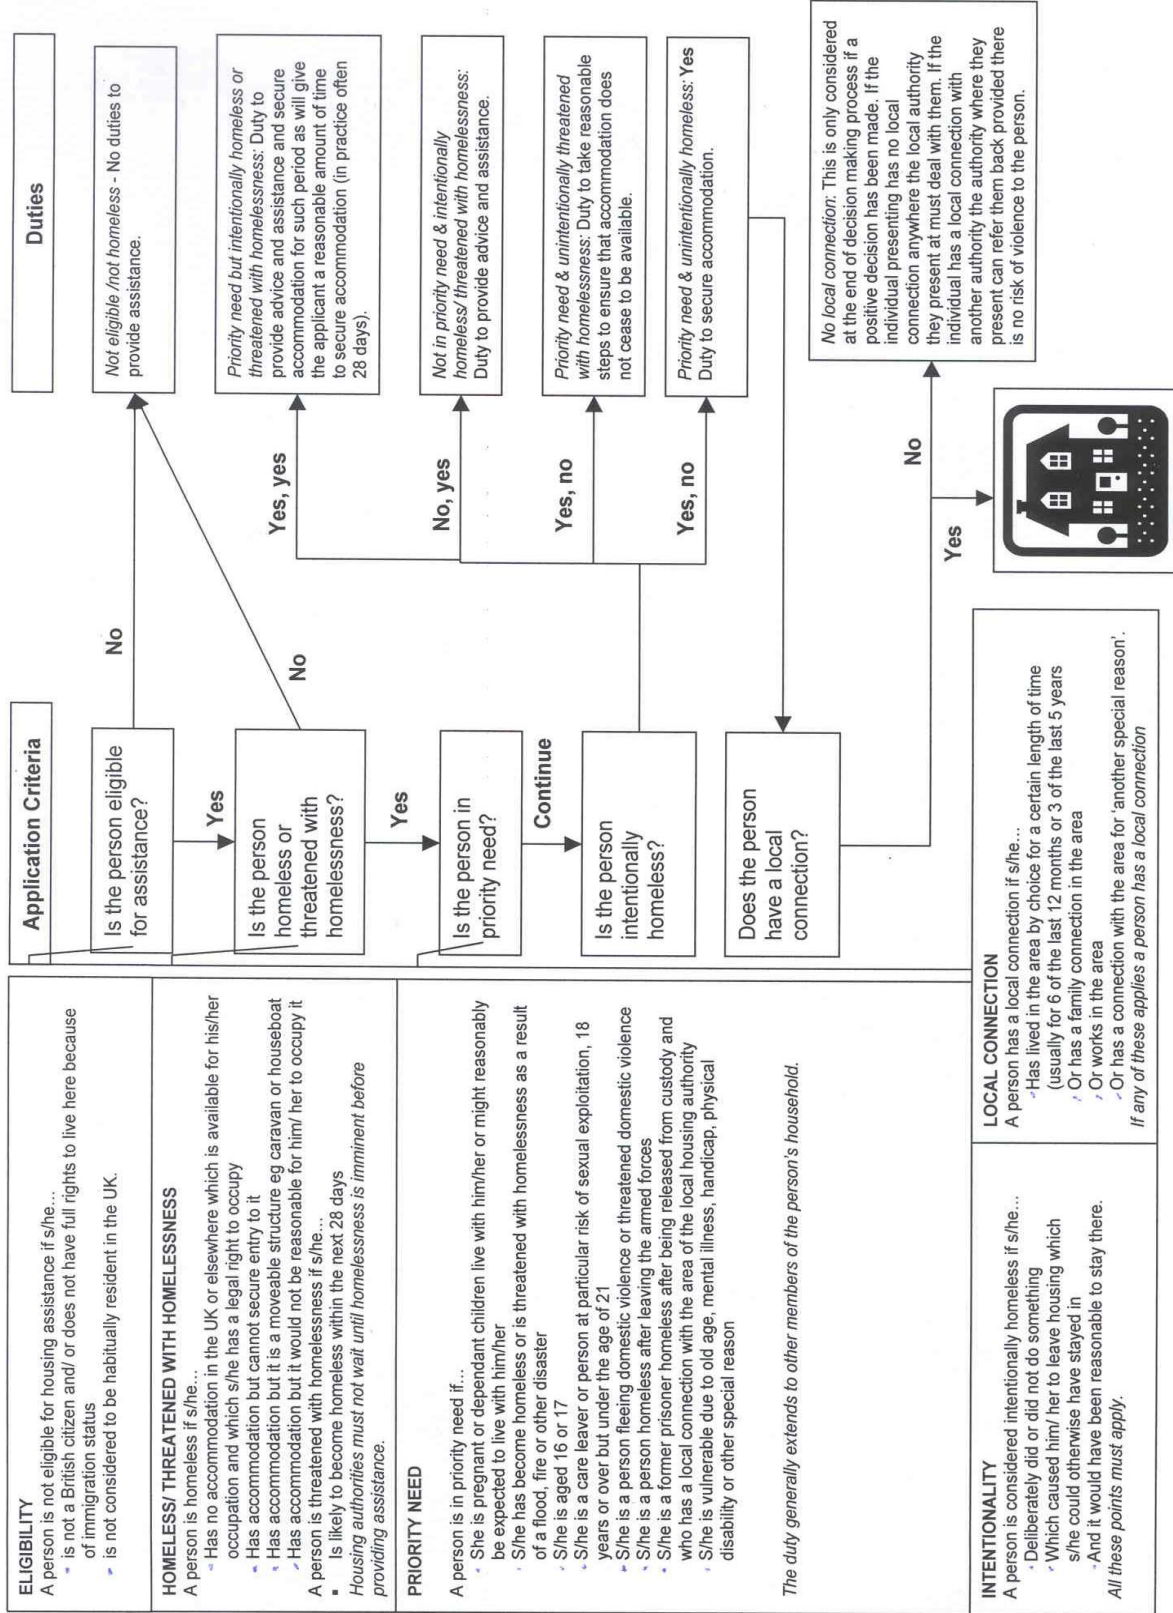 ELIGIBILITY
A person is not eligible for housing assistance if s/he...
is not a British citizen and/ or does not have full rights to live here because
of immigration status
is not considered to be habitually resident in the UK.
HOMELESS/ THREATENED WITH HOMELESSNESS
A person is homeless if s/he...
Has no accommodation in the UK or elsewhere which is available for his/her
occupation and which s/he has a legal right to occupy
Has accommodation but cannot secure entry to it
Has accommodation but it is a moveable structure eg caravan or houseboat
Has accommodation but it would not be reasonable for him/ her to occupy it
A person is threatened with homelessness if s/he...
▪ Is likely to become homeless within the next 28 days
Housing authorities must not wait until homelessness is imminent before
providing assistance.
PRIORITY NEED
A person is in priority need if...
She is pregnant or dependant children live with him/her or might reasonably
be expected to live with him/her
S/he has become homeless or is threatened with homelessness as a result
of a flood, fire or other disaster
S/he is aged 16 or 17
S/he is a care leaver or person at particular risk of sexual exploitation, 18
years or over but under the age of 21
S/he is a person fleeing domestic violence or threatened domestic violence
S/he is a person homeless after leaving the armed forces
S/he is a former prisoner homeless after being released from custody and
who has a local connection with the area of the local housing authority
S/he is vulnerable due to old age, mental illness, handicap, physical
disability or other special reason
The duty generally extends to other members of the person's household.
INTENTIONALITY
A person is considered intentionally homeless if s/he...
Deliberately did or did not do something
Which caused him/ her to leave housing which
s/he could otherwise have stayed in
And it would have been reasonable to stay there.
All these points must apply.
LOCAL CONNECTION
A person has a local connection if s/he...
Has lived in the area by choice for a certain length of time
(usually for 6 of the last 12 months or 3 of the last 5 years
Or has a family connection in the area
Or works in the area
Or has a connection with the area for 'another special reason'.
If any of these applies a person has a local connection
Application Criteria
Is the person eligible
for assistance?
No
Yes
Is the person
homeless or
threatened with
homelessness?
No
Yes
Is the person in
priority need?
Continue
Is the person
intentionally
homeless?
Yes, yes
No, yes
Yes, no
Yes, no
Does the person
have a local
connection?
No
Yes
Duties
Not eligible /not homeless - No duties to
provide assistance.
Priority need but intentionally homeless or
threatened with homelessness: Duty to
provide advice and assistance and secure
accommodation for such period as will give
the applicant a reasonable amount of time
to secure accommodation (in practice often
28 days).
Not in priority need & intentionally
homeless/ threatened with homelessness:
Duty to provide advice and assistance.
Priority need & unintentionally threatened
with homelessness: Duty to take reasonable
steps to ensure that accommodation does
not cease to be available.
Priority need & unintentionally homeless: Yes
Duty to secure accommodation.
No local connection: This is only considered
at the end of decision making process if a
positive decision has been made. If the
individual presenting has no local
connection anywhere the local authority
they present at must deal with them. If the
individual has a local connection with
another authority the authority where they
present can refer them back provided there
is no risk of violence to the person.